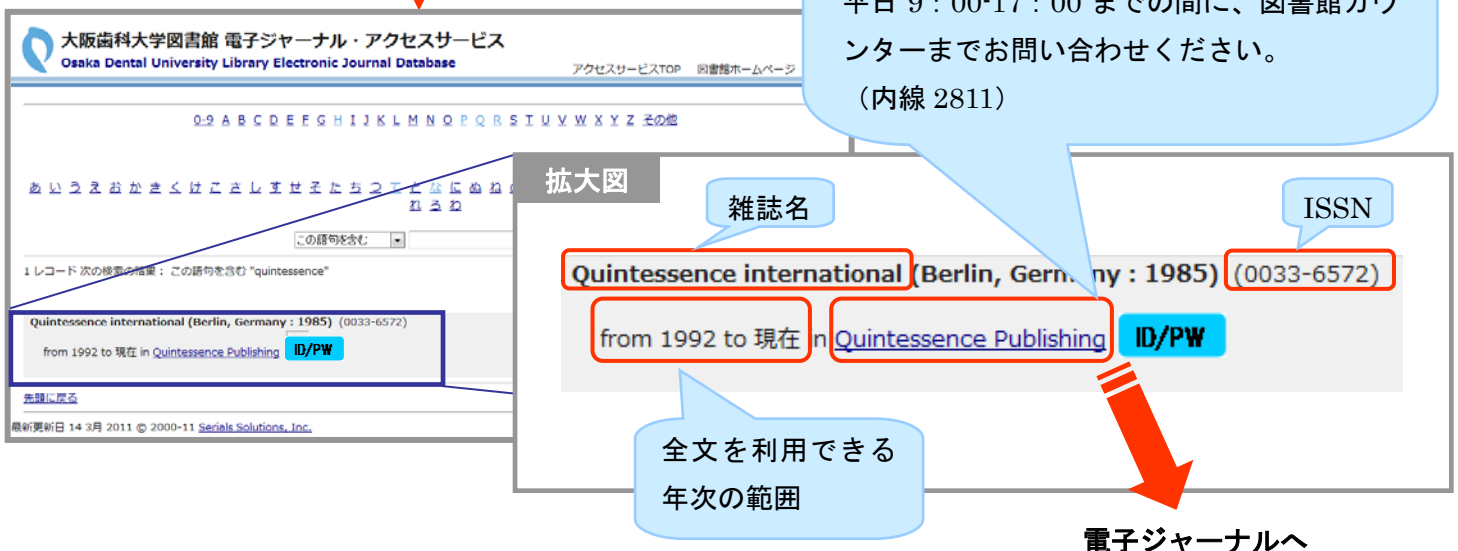 平日 9：00-17：00 までの間に、図書館カウ
ンターまでお問い合わせください。
（内線 2811）
大阪歯科大学図書館 電子ジャーナル・アクセスサービス
Osaka Dental University Library Electronic Journal Database
アクセスサービスTOP 図書館ホームページ
0-9 A B C D E F G H I J K L M N O P Q R S T U V W X Y Z その他
あ い う え お か き く け こ さ し す せ そ た ち つ て と な に ぬ ね
れ ろ わ
この語句を含む
1 レコード 次の検索の結果： この語句を含む "quintessence"
Quintessence international (Berlin, Germany : 1985) (0033-6572)
from 1992 to 現在 in Quintessence Publishing ID/PW
先頭に戻る
最新更新日 14 3月 2011 © 2000-11 Serials Solutions, Inc.
拡大図
雑誌名
ISSN
Quintessence international (Berlin, Germany : 1985) (0033-6572)
from 1992 to 現在 in Quintessence Publishing ID/PW
全文を利用できる
年次の範囲
電子ジャーナルへ